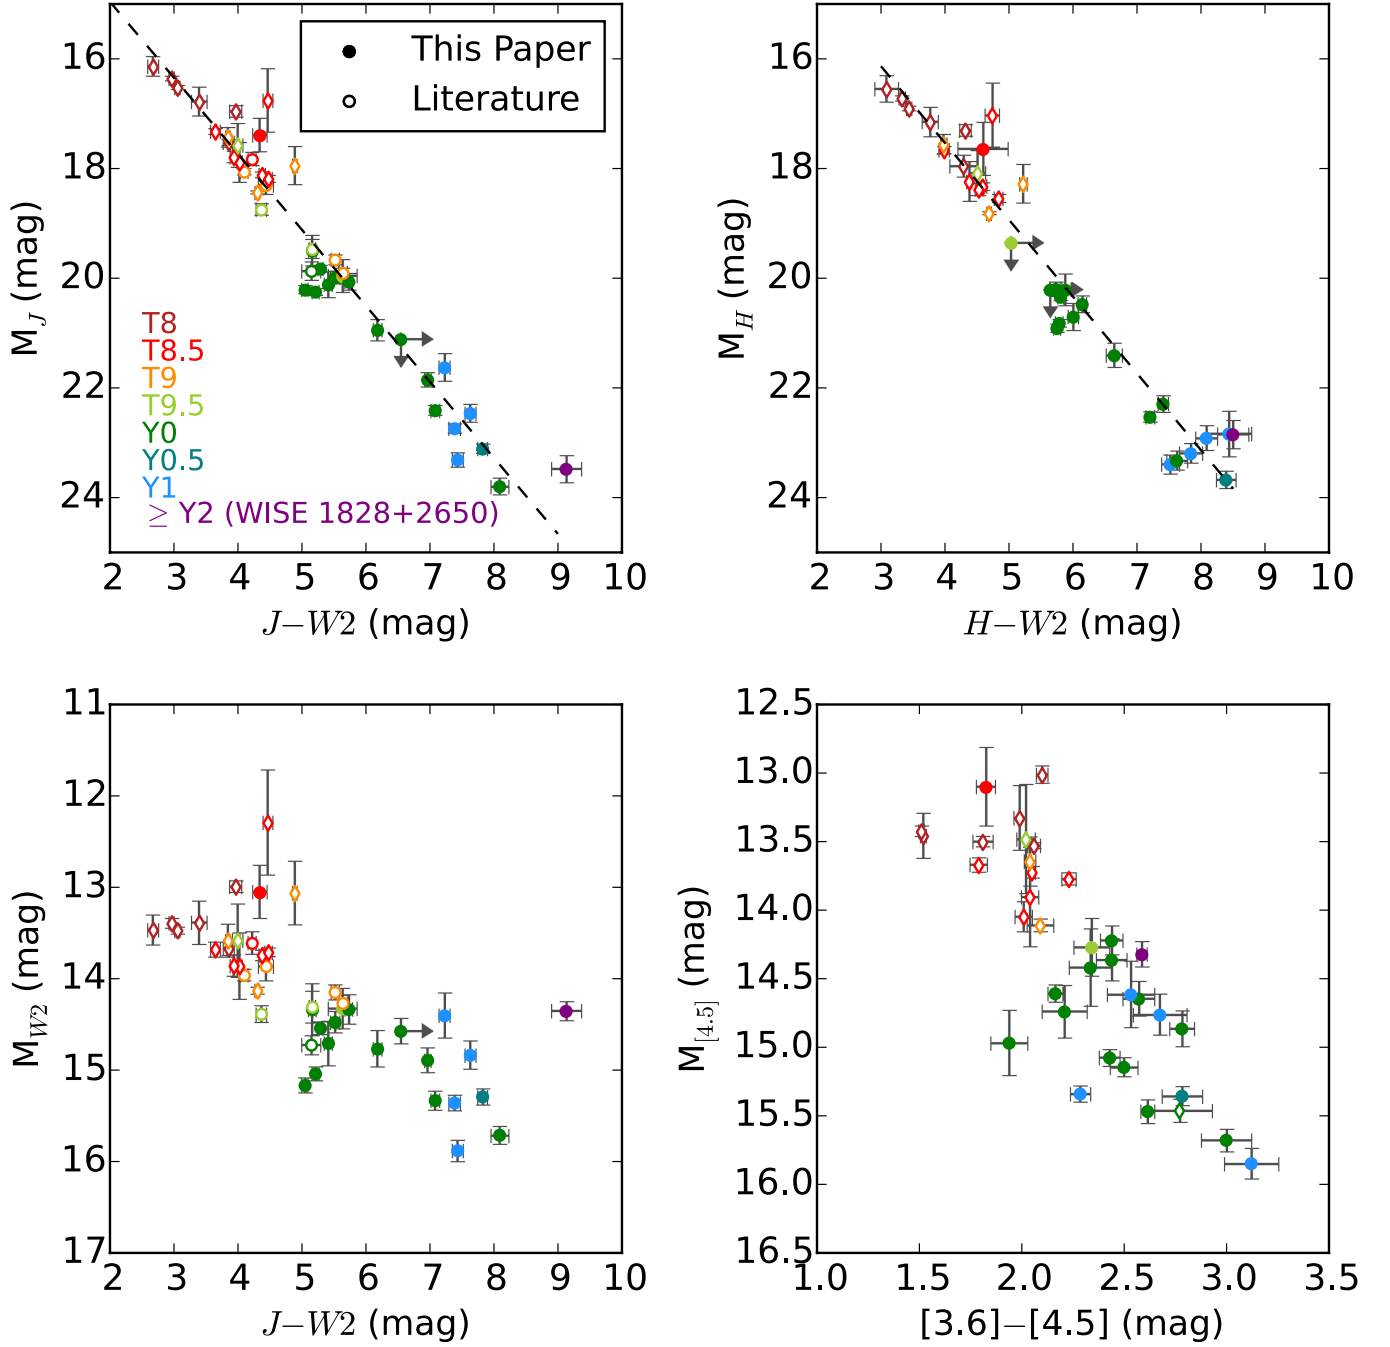 This Paper
Literature
16
18
20
22
24
M_J (mag)
T8
T8.5
T9
T9.5
Y0
Y0.5
Y1
≥ Y2 (WISE 1828+2650)
2 3 4 5 6 7 8 9 10
J−W2 (mag)
16
18
20
22
24
M_H (mag)
2 3 4 5 6 7 8 9 10
H−W2 (mag)
11
12
13
14
15
16
17
M_W2 (mag)
2 3 4 5 6 7 8 9 10
J−W2 (mag)
12.5
13.0
13.5
14.0
14.5
15.0
15.5
16.0
16.5
M_[4.5] (mag)
1.0 1.5 2.0 2.5 3.0 3.5
[3.6]−[4.5] (mag)